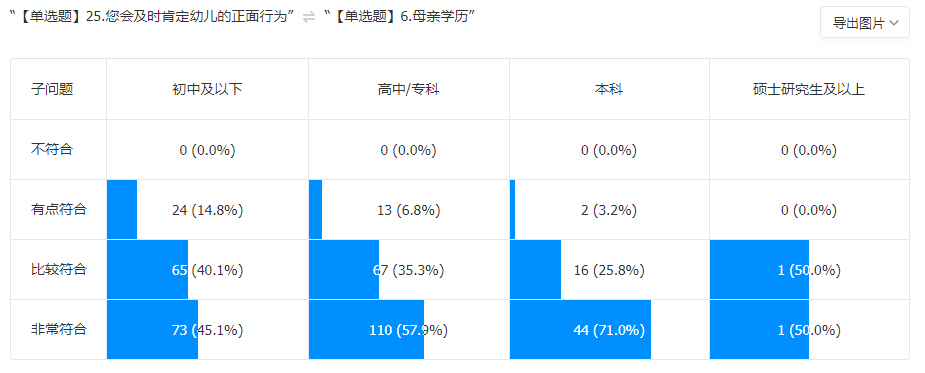 “【单选题】25.您会及时肯定幼儿的正面行为” ⇌ “【单选题】6.母亲学历” 导出图片
子问题 初中及以下 高中/专科 本科 硕士研究生及以上
不符合 0 (0.0%) 0 (0.0%) 0 (0.0%) 0 (0.0%)
有点符合 24 (14.8%) 13 (6.8%) 2 (3.2%) 0 (0.0%)
比较符合 65 (40.1%) 67 (35.3%) 16 (25.8%) 1 (50.0%)
非常符合 73 (45.1%) 110 (57.9%) 44 (71.0%) 1 (50.0%)